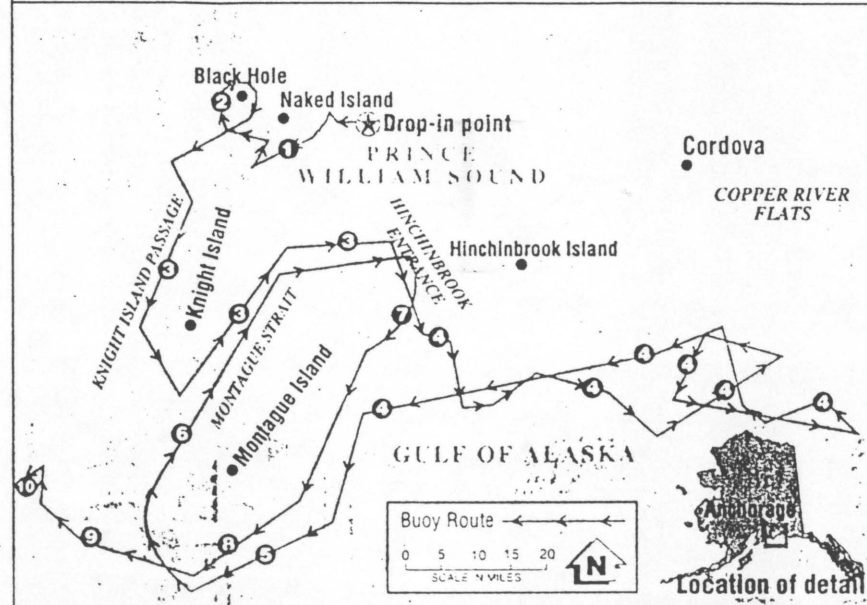 Black Hole
2
Naked Island
1
Drop-in point
PRINCE
WILLIAM SOUND
Cordova
COPPER RIVER
FLATS
KNIGHT ISLAND PASSAGE
3
Knight Island
3
3
HINCHINBROOK
ENTRANCE
Hinchinbrook Island
7
4
MONTAGUE STRAIT
Montague Island
6
4
4
4
4
4
4
GULF OF ALASKA
10
9
8
5
Buoy Route
0 5 10 15 20
SCALE N MILES
N
Anchorage
Location of detail